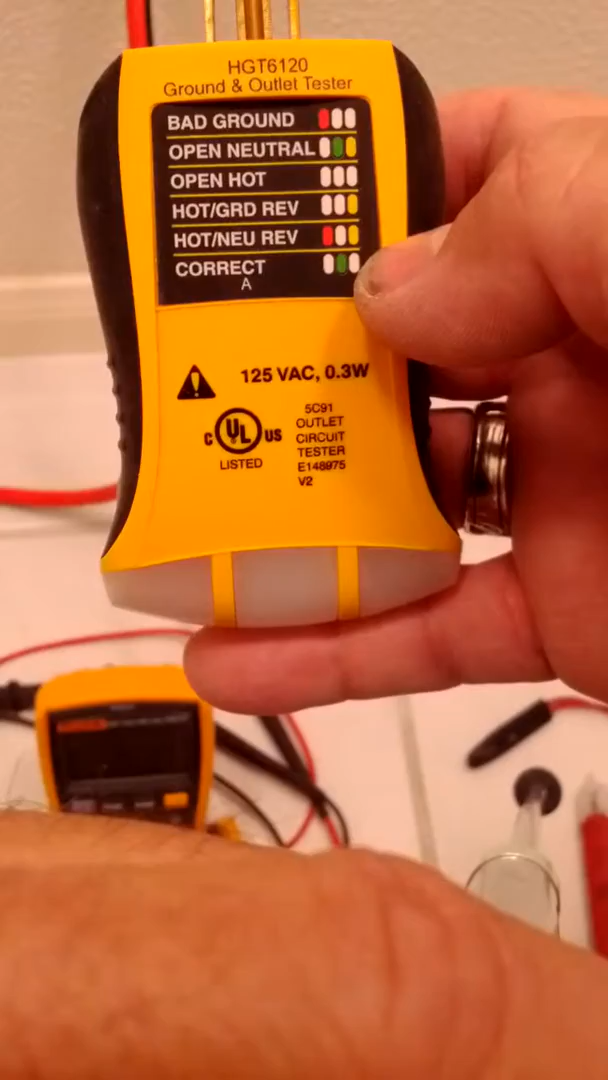 HGT6120
Ground & Outlet Tester
BAD GROUND
OPEN NEUTRAL
OPEN HOT
HOT/GRD REV
HOT/NEU REV
CORRECT
A
125 VAC, 0.3W
C UL US
LISTED
5C91
OUTLET
CIRCUIT
TESTER
E148975
V2